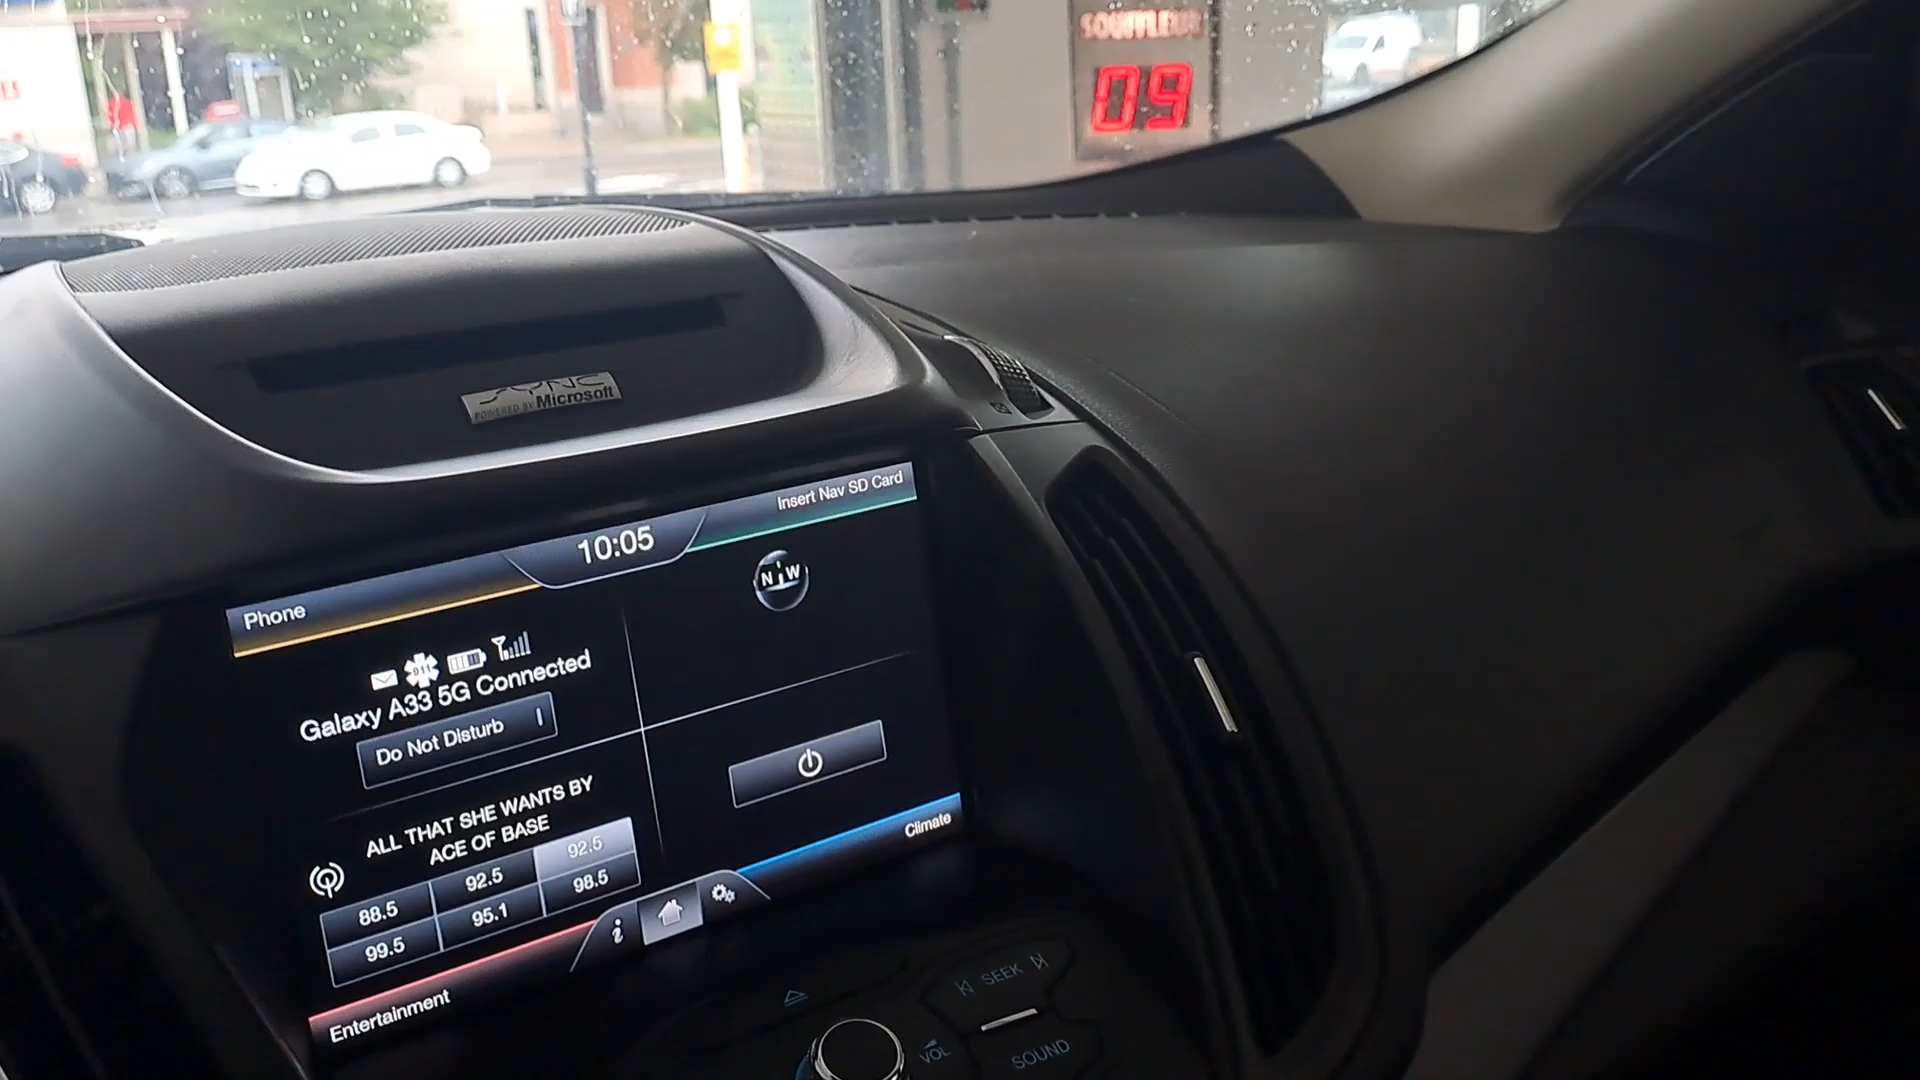 SOUFFLEUR
09
SYNC
POWERED BY Microsoft
Insert Nav SD Card
10:05
Phone
N W
911
Galaxy A33 5G Connected
Do Not Disturb
ALL THAT SHE WANTS BY
ACE OF BASE
88.5 92.5 92.5
99.5 95.1 98.5
Climate
i
Entertainment
SEEK
VOL
SOUND